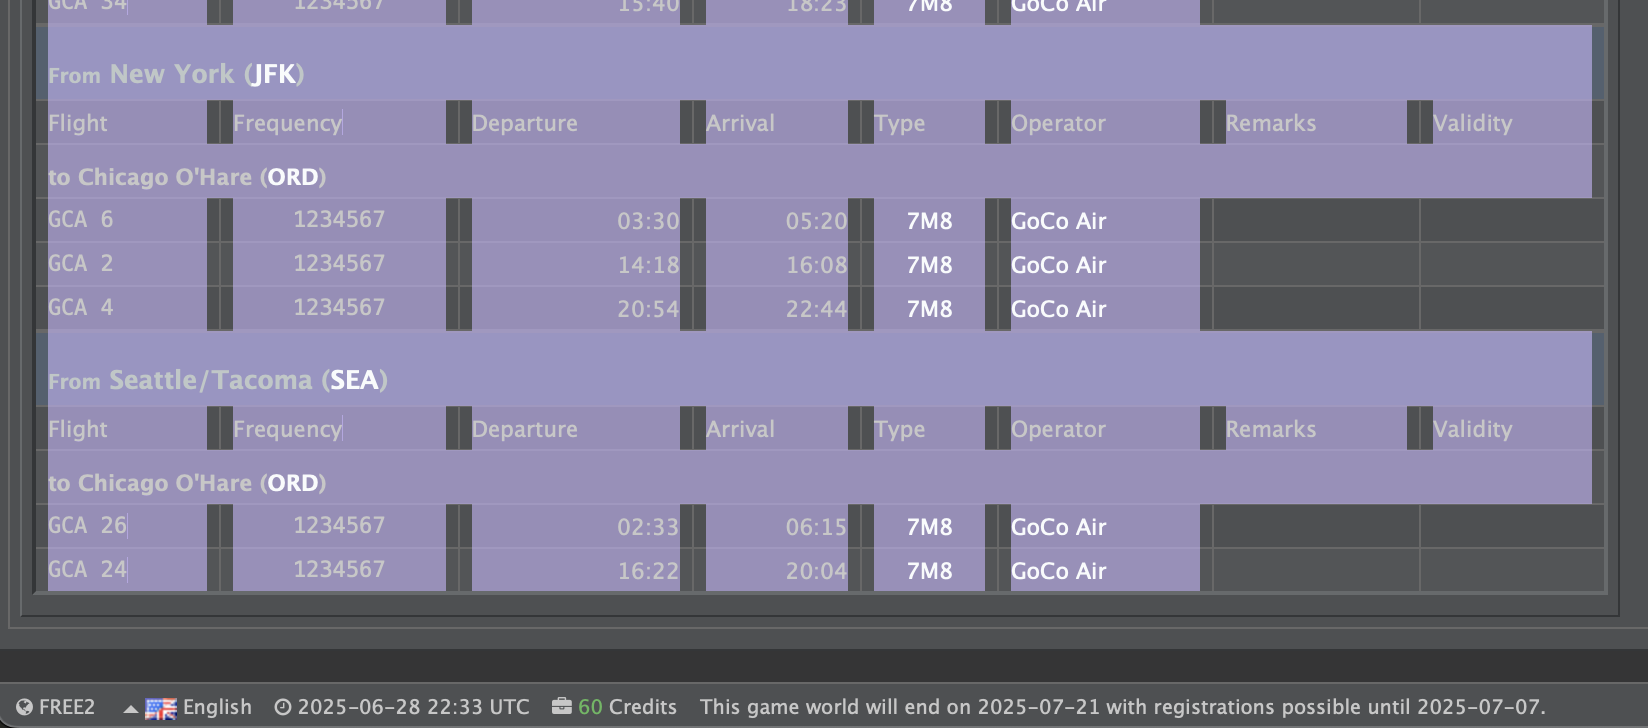 GCA 34 1234567 15:40 18:23 7M8 GoCo Air
From New York (JFK)
Flight Frequency Departure Arrival Type Operator Remarks Validity
to Chicago O'Hare (ORD)
GCA 6 1234567 03:30 05:20 7M8 GoCo Air
GCA 2 1234567 14:18 16:08 7M8 GoCo Air
GCA 4 1234567 20:54 22:44 7M8 GoCo Air
From Seattle/Tacoma (SEA)
Flight Frequency Departure Arrival Type Operator Remarks Validity
to Chicago O'Hare (ORD)
GCA 26 1234567 02:33 06:15 7M8 GoCo Air
GCA 24 1234567 16:22 20:04 7M8 GoCo Air
FREE2 English 2025-06-28 22:33 UTC 60 Credits This game world will end on 2025-07-21 with registrations possible until 2025-07-07.